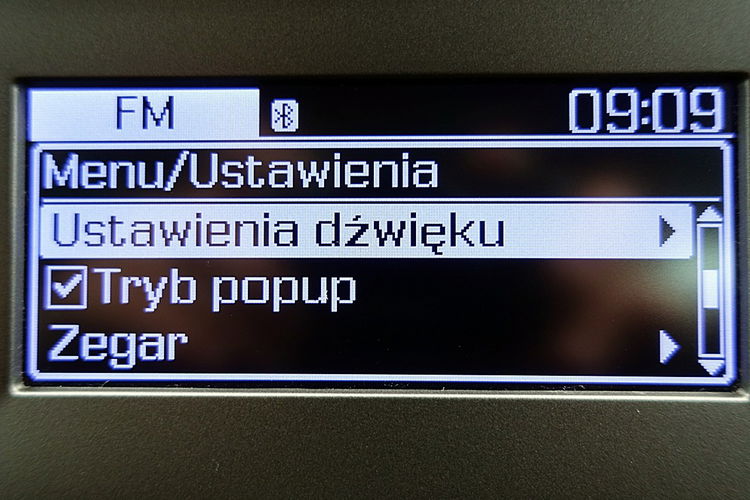 FM 09:09
Menu/Ustawienia
Ustawienia dźwięku
Tryb popup
Zegar